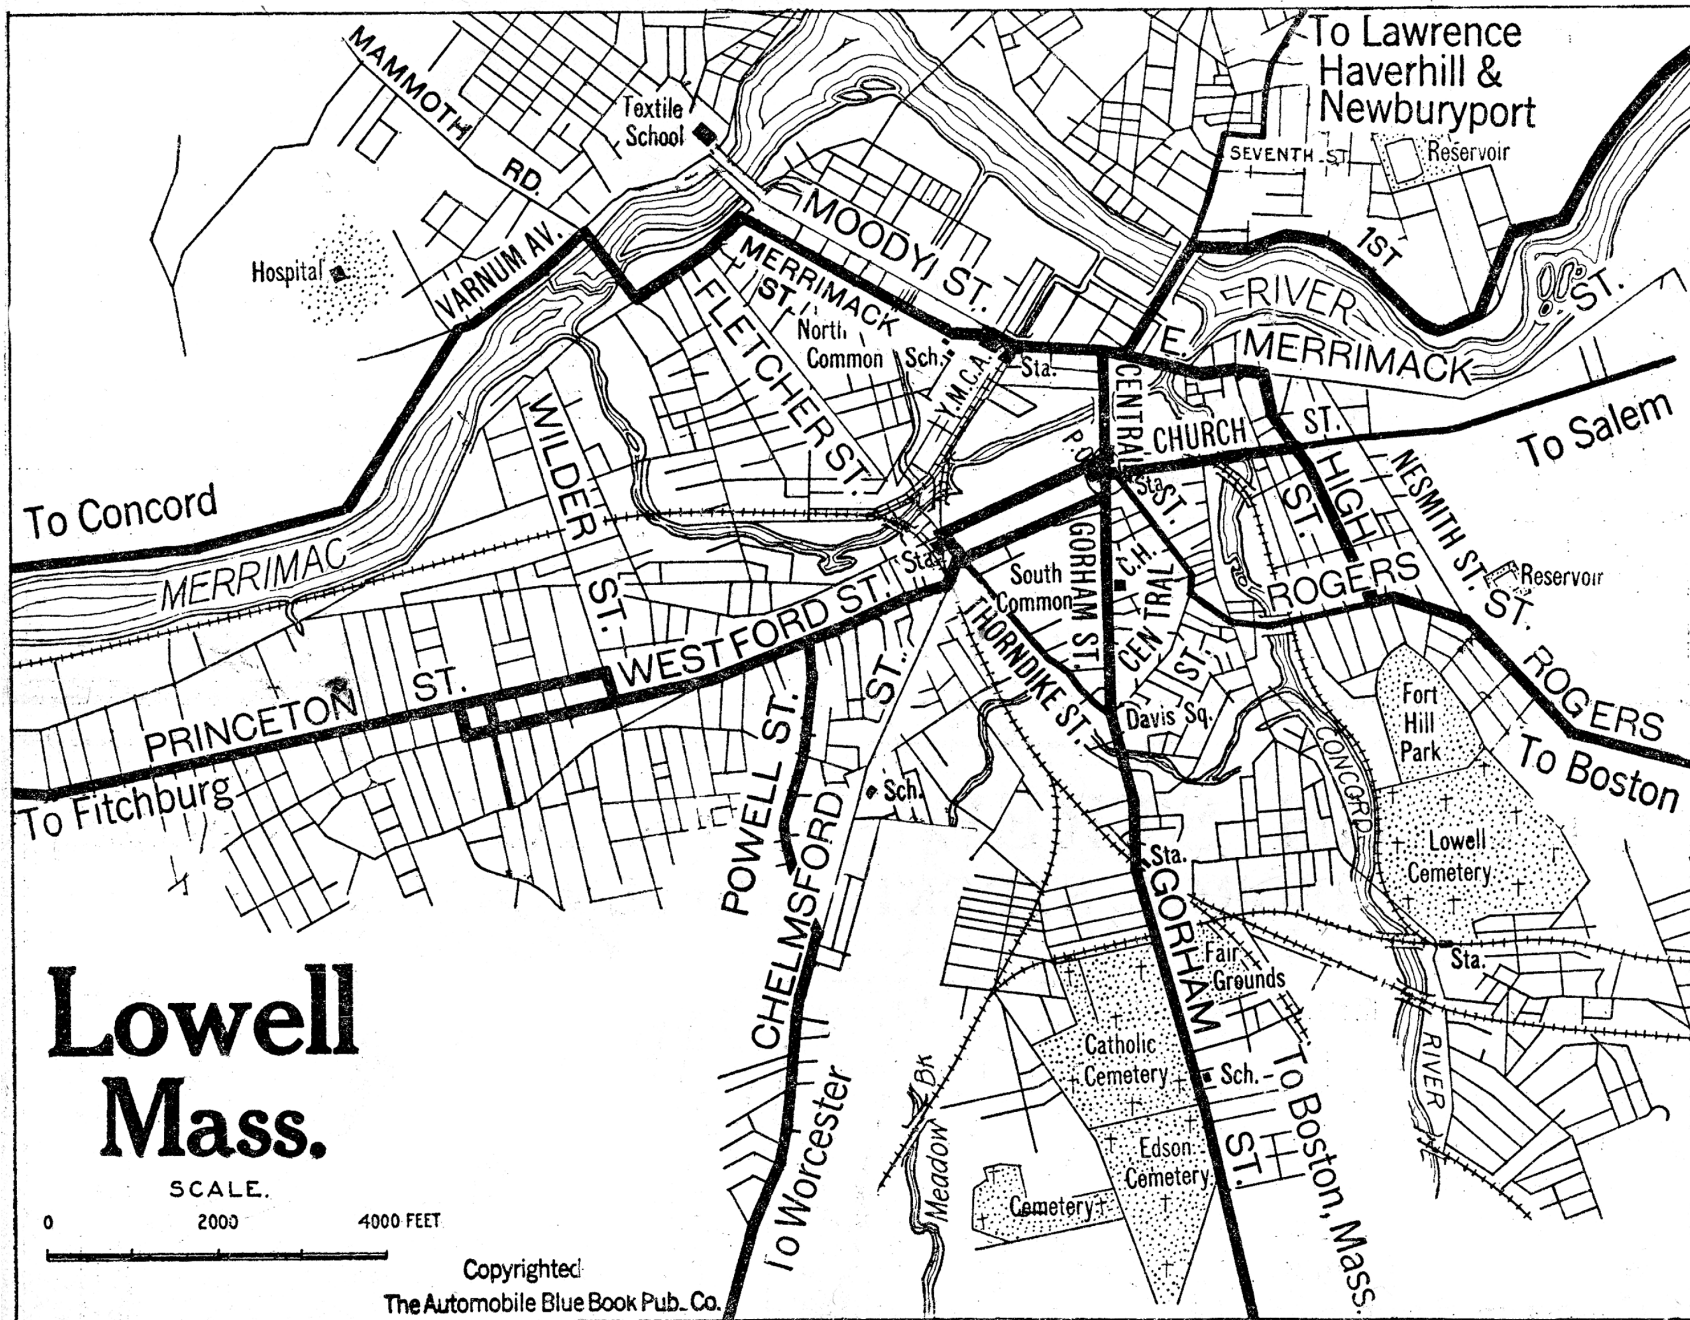 To Lawrence
Haverhill &
Newburyport
MAMMOTH
RD.
Textile
School
SEVENTH ST.
Reservoir
Hospital
VARNUM AV.
MOODY ST.
MERRIMACK
ST.
1ST
ST.
RIVER
E. MERRIMACK
North
Common
Sch.
Y.M.C.A.
Sta.
FLETCHER ST.
CENTRAL
ST.
CHURCH
ST.
To Salem
P.O.
Sta.
To Concord
MERRIMAC
WILDER
ST.
HIGH
ST.
NESMITH ST.
Reservoir
ROGERS
ST.
ROGERS
To Boston
Sta.
South
Common
GORHAM ST.
C.H.
CENTRAL
ST.
THORNDIKE ST.
Davis Sq.
WESTFORD ST.
PRINCETON
ST.
To Fitchburg
POWELL ST.
CHELMSFORD
ST.
Sch.
Fort
Hill
Park
CONCORD
RIVER
Lowell
Cemetery
Sta.
Sta.
GORHAM
ST.
Fair
Grounds
Catholic
Cemetery
Sch.
Edson
Cemetery
Cemetery
Meadow
Bk
To Worcester
To Boston, Mass.
Lowell
Mass.
SCALE.
0 2000 4000 FEET
Copyrighted
The Automobile Blue Book Pub. Co.